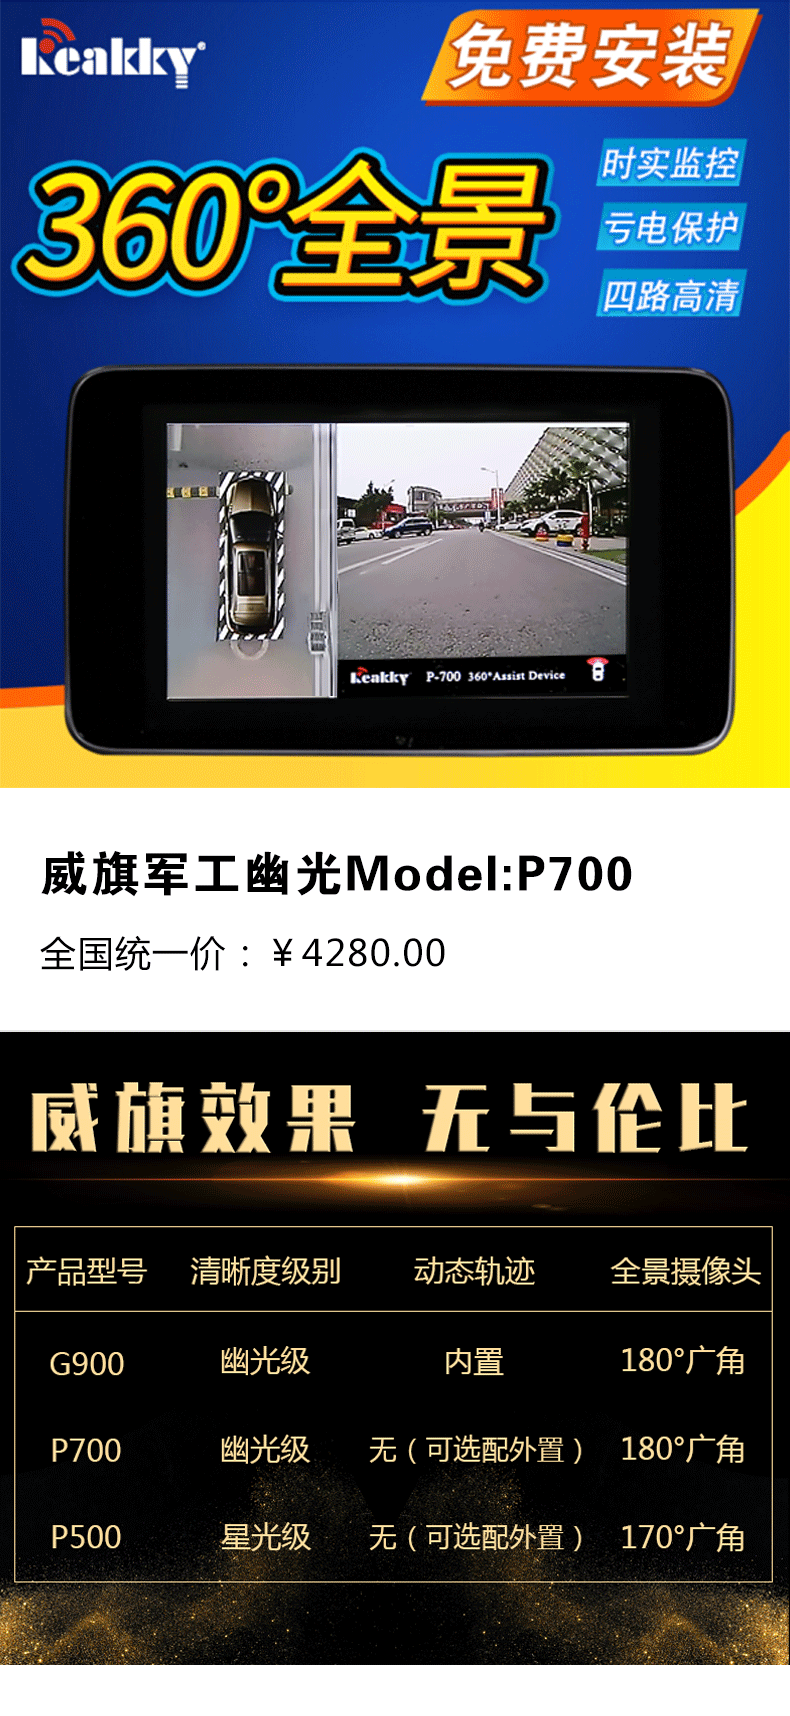 Keakky
免费安装
360°全景
时实监控
亏电保护
四路高清
Keakky P-700 360°Assist Device
威旗军工幽光Model:P700
全国统一价：￥4280.00
威旗效果 无与伦比
产品型号 清晰度级别 动态轨迹 全景摄像头
G900 幽光级 内置 180°广角
P700 幽光级 无（可选配外置） 180°广角
P500 星光级 无（可选配外置） 170°广角